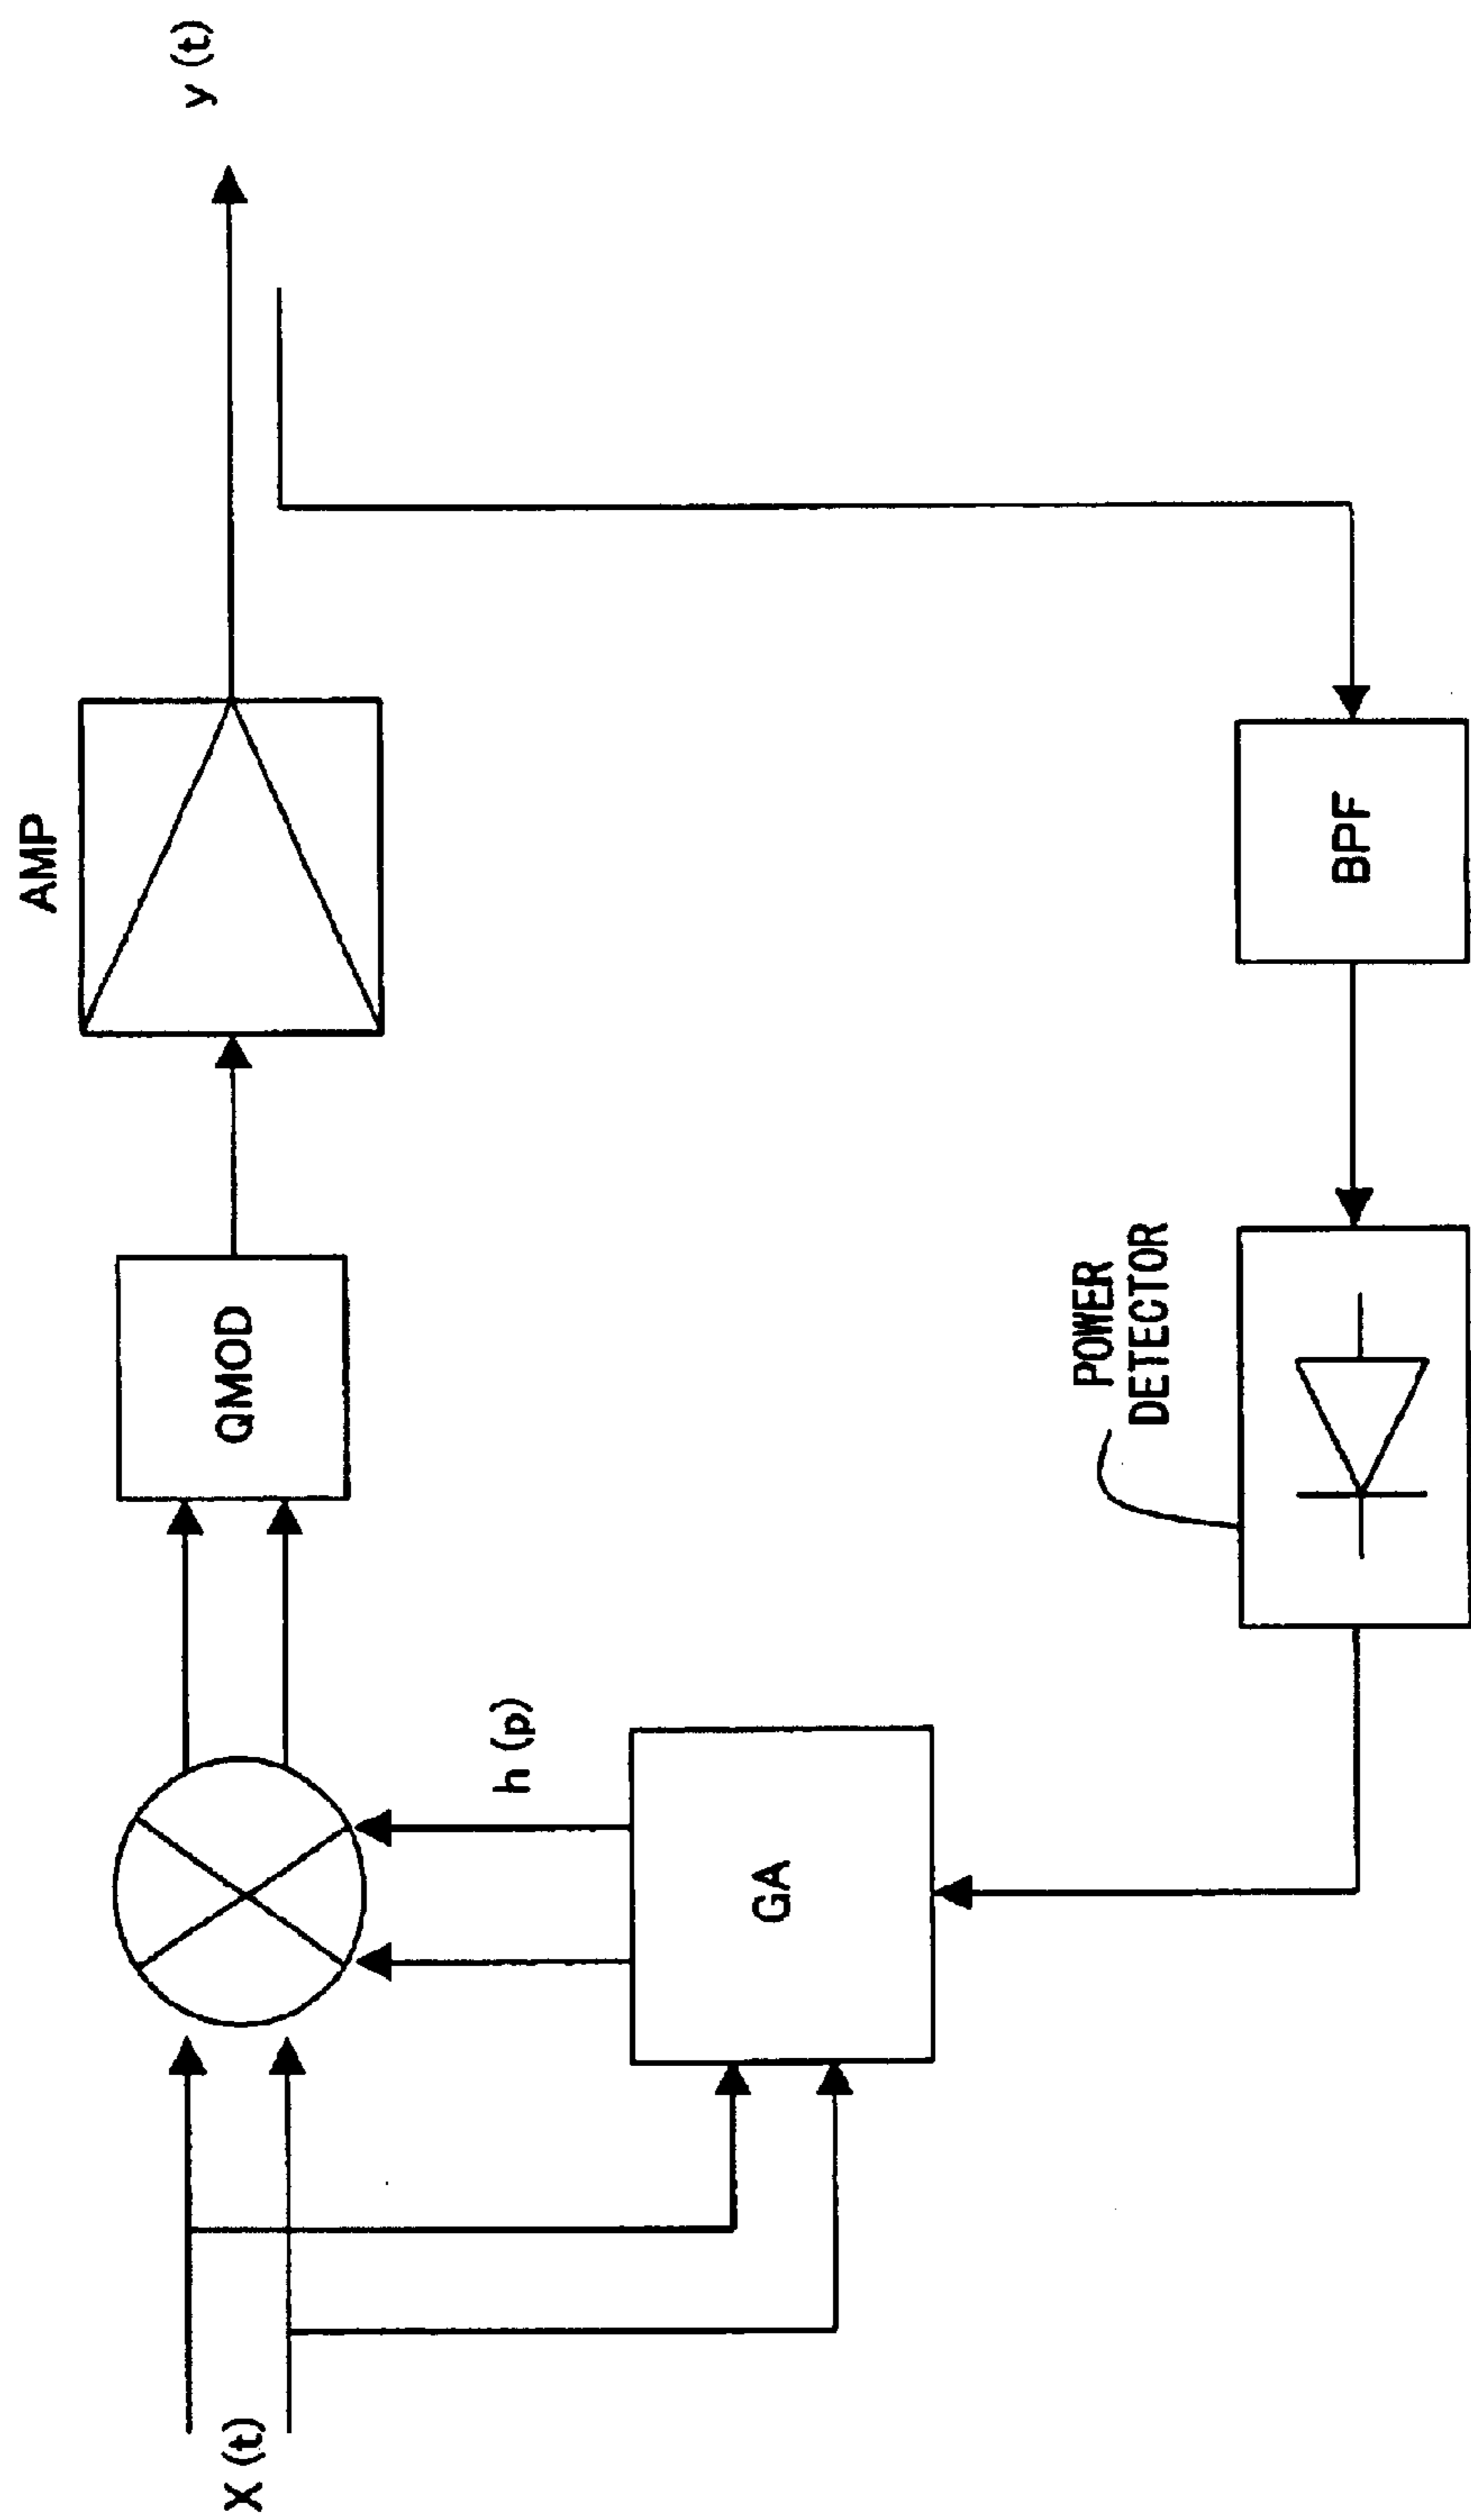 X (t)
h (p)
GA
QMOD
AMP
y (t)
BPF
POWER
DETECTOR